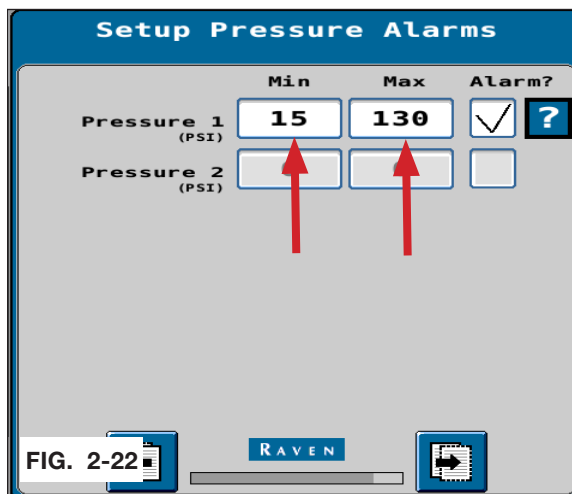 Setup Pressure Alarms
Min Max Alarm?
Pressure 1 15 130 ?
(PSI)
Pressure 2
(PSI)
FIG. 2-22
RAVEN